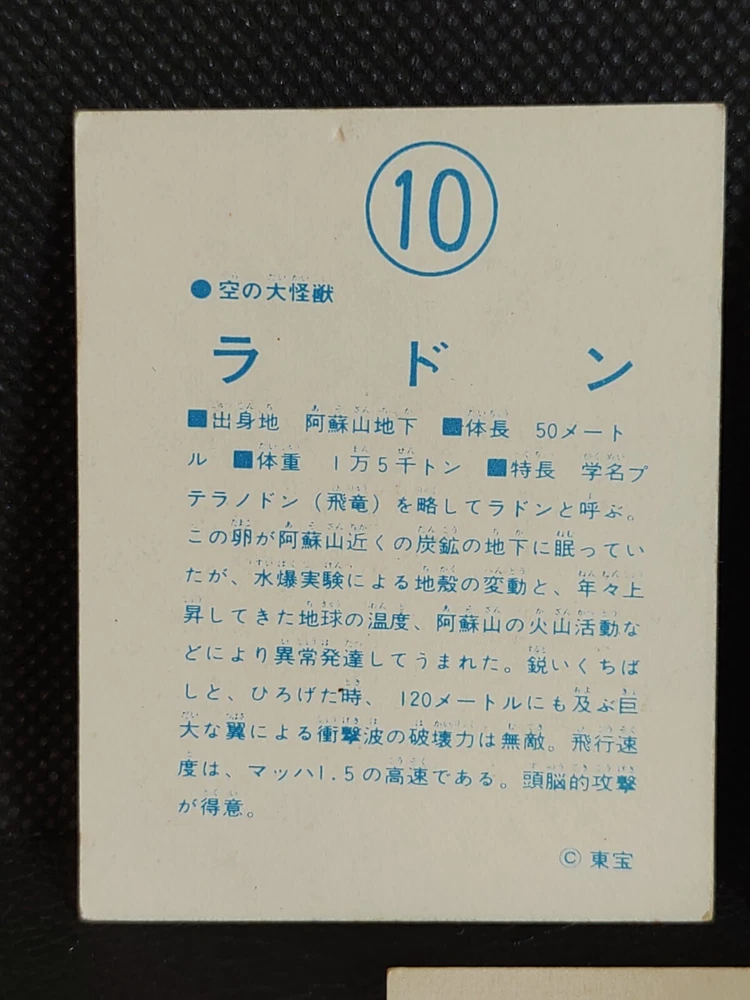 10
●空の大怪獣
ラドン
■出身地 阿蘇山地下 ■体長 50メート
ル ■体重 1万5千トン ■特長 学名プ
テラノドン（飛竜）を略してラドンと呼ぶ。
この卵が阿蘇山近くの炭鉱の地下に眠ってい
たが、水爆実験による地殻の変動と、年々上
昇してきた地球の温度、阿蘇山の火山活動な
どにより異常発達してうまれた。鋭いくちば
しと、ひろげた時、120メートルにも及ぶ巨
大な翼による衝撃波の破壊力は無敵。飛行速
度は、マッハ1.5の高速である。頭脳的攻撃
が得意。
© 東宝